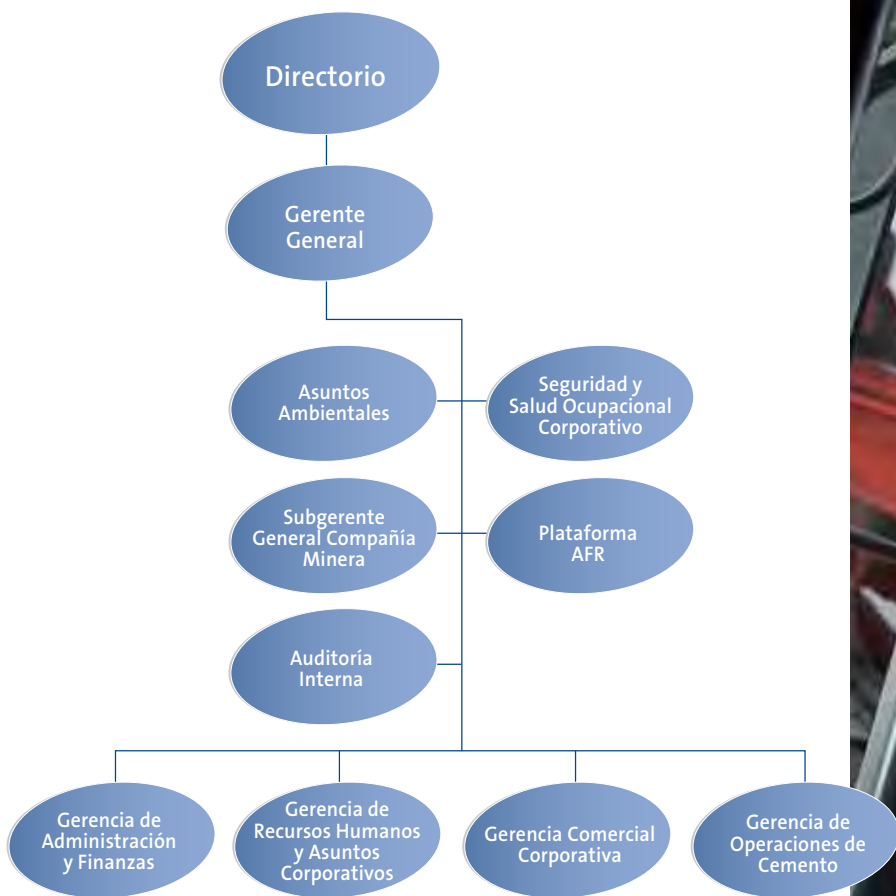 Directorio
Gerente
General
Asuntos
Ambientales
Seguridad y
Salud Ocupacional
Corporativo
Subgerente
General Compañía
Minera
Plataforma
AFR
Auditoría
Interna
Gerencia de
Administración
y Finanzas
Gerencia de
Recursos Humanos
y Asuntos
Corporativos
Gerencia Comercial
Corporativa
Gerencia de
Operaciones de
Cemento